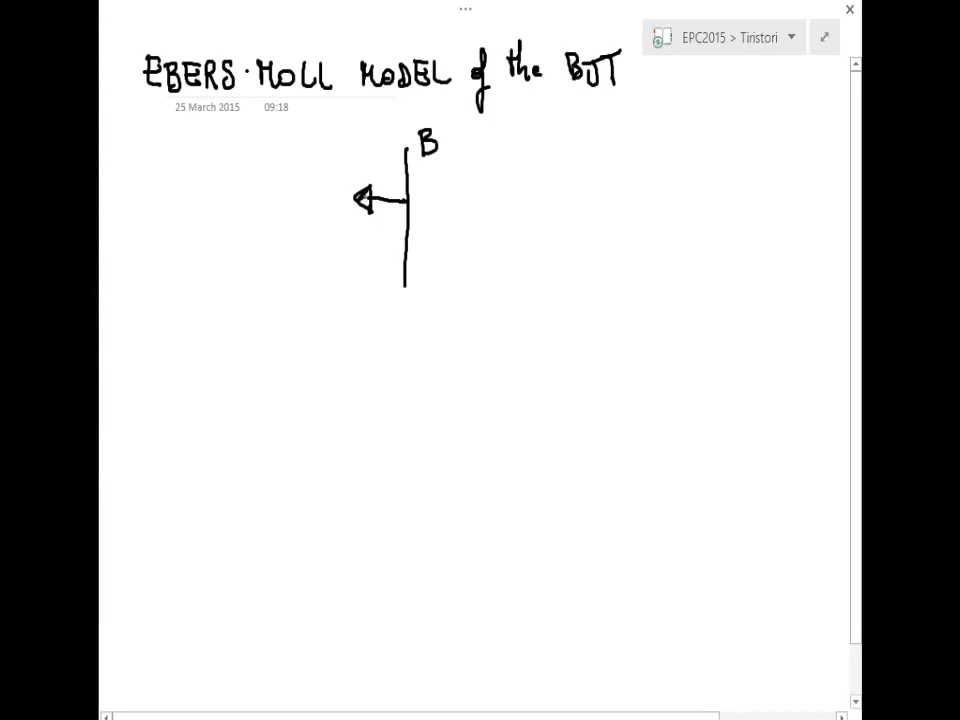 EPC2015 > Tiristori
EBERS-MOLL MODEL of the BJT
25 March 2015 09:18
B